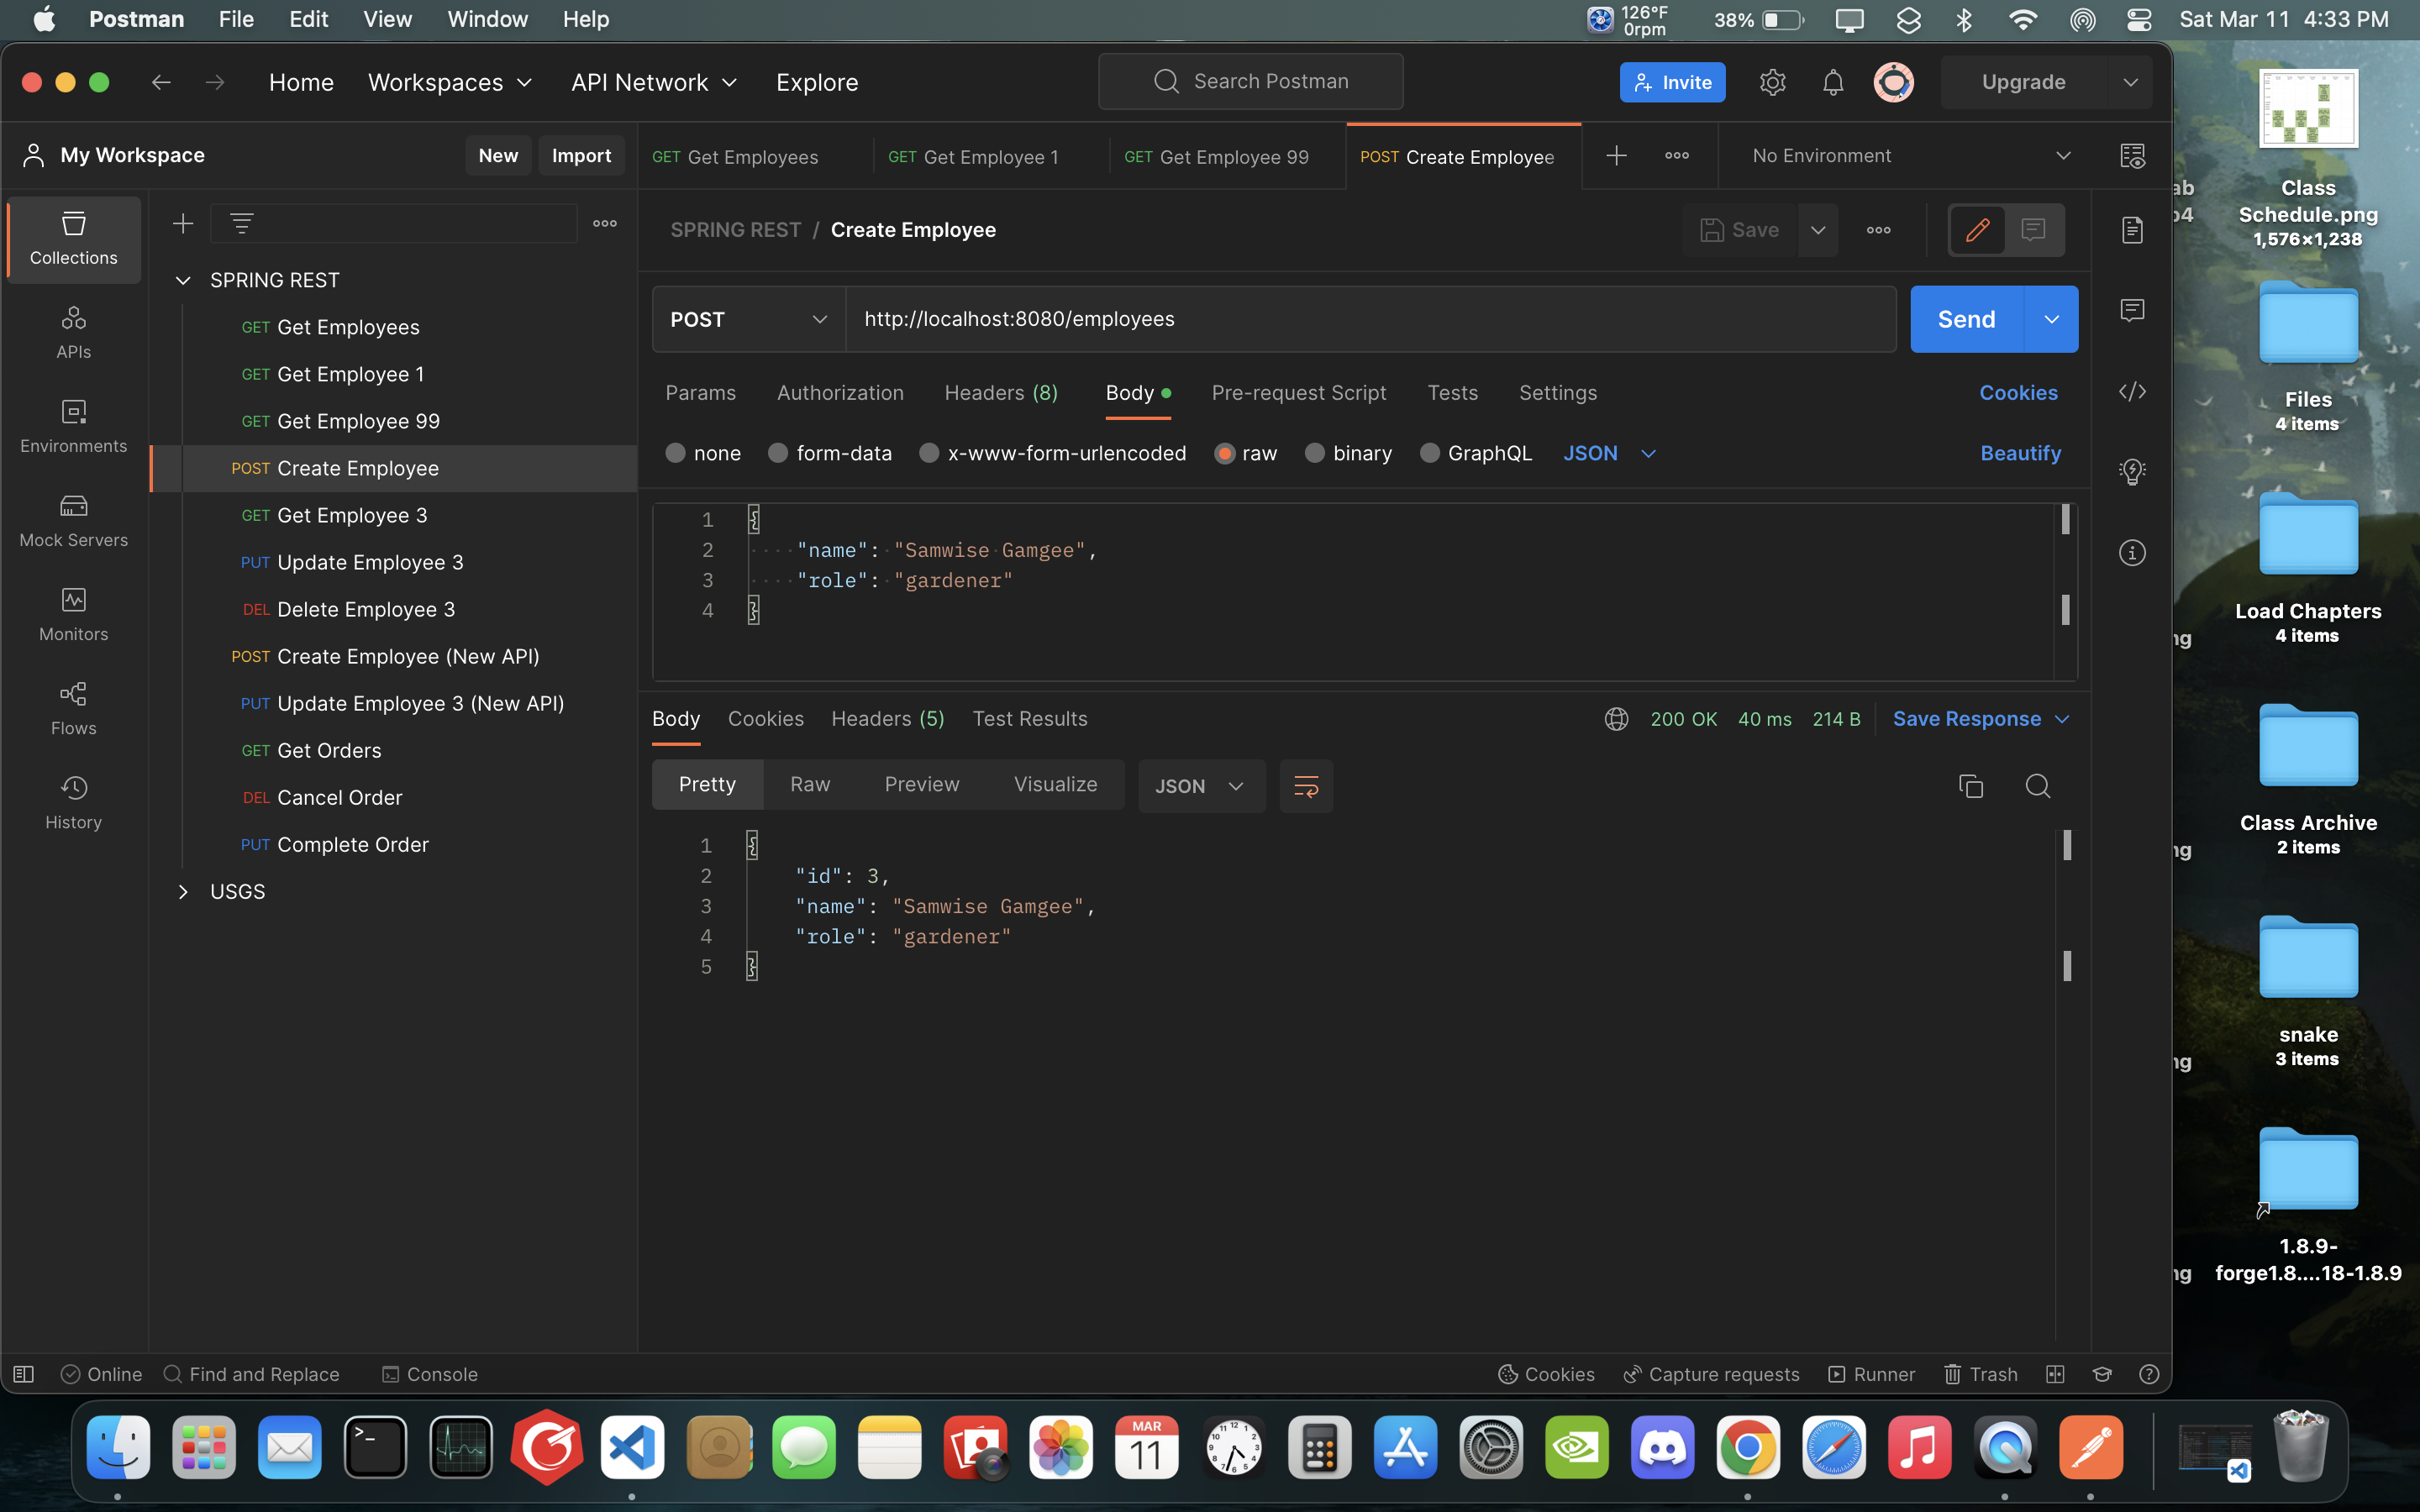 Postman File Edit View Window Help 126°F 0rpm 38% Sat Mar 11 4:33 PM
Home Workspaces API Network Explore Search Postman Invite Upgrade
My Workspace New Import
GET Get Employees GET Get Employee 1 GET Get Employee 99 POST Create Employee No Environment
Collections
APIs
Environments
Mock Servers
Monitors
Flows
History
SPRING REST
GET Get Employees
GET Get Employee 1
GET Get Employee 99
POST Create Employee
GET Get Employee 3
PUT Update Employee 3
DEL Delete Employee 3
POST Create Employee (New API)
PUT Update Employee 3 (New API)
GET Get Orders
DEL Cancel Order
PUT Complete Order
USGS
SPRING REST / Create Employee Save
POST http://localhost:8080/employees Send
Params Authorization Headers (8) Body Pre-request Script Tests Settings Cookies
none form-data x-www-form-urlencoded raw binary GraphQL JSON Beautify
1 {
2 "name": "Samwise Gamgee",
3 "role": "gardener"
4 }
Body Cookies Headers (5) Test Results 200 OK 40 ms 214 B Save Response
Pretty Raw Preview Visualize JSON
1 {
2 "id": 3,
3 "name": "Samwise Gamgee",
4 "role": "gardener"
5 }
Online Find and Replace Console Cookies Capture requests Runner Trash
Class
Schedule.png
1,576×1,238
Files
4 items
Load Chapters
4 items
Class Archive
2 items
snake
3 items
1.8.9-
forge1.8....18-1.8.9
MAR
11